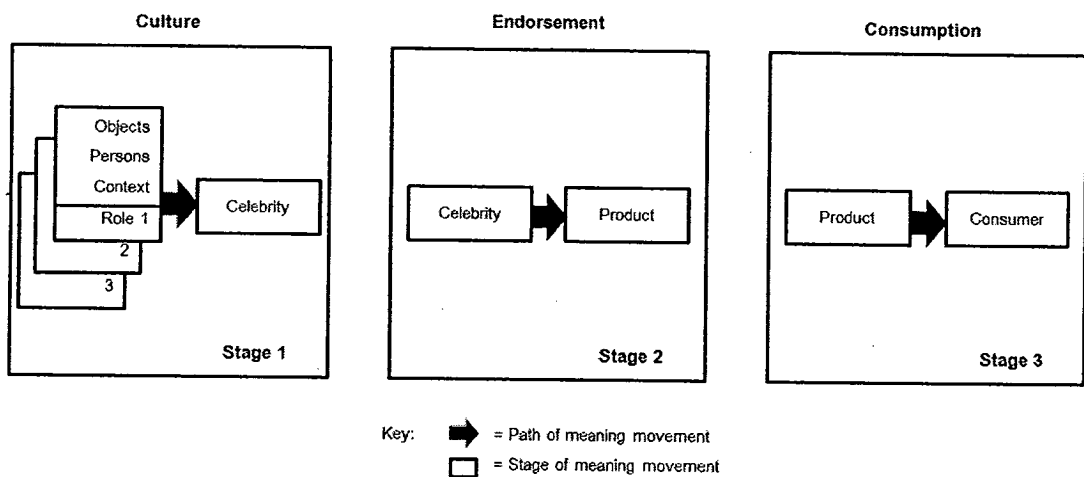 Culture
Objects
Persons
Context
Role 1
2
3
Celebrity
Stage 1
Endorsement
Celebrity
Product
Stage 2
Consumption
Product
Consumer
Stage 3
Key:
= Path of meaning movement
= Stage of meaning movement